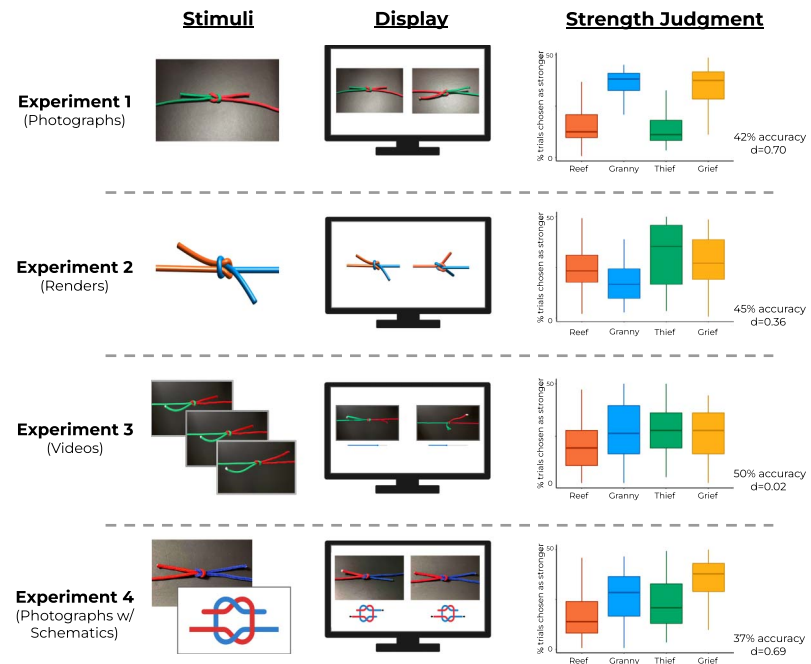 Stimuli
Display
Strength Judgment
Experiment 1
(Photographs)
% trials chosen as stronger
50
0
Reef
Granny
Thief
Grief
42% accuracy
d=0.70
Experiment 2
(Renders)
% trials chosen as stronger
50
0
Reef
Granny
Thief
Grief
45% accuracy
d=0.36
Experiment 3
(Videos)
% trials chosen as stronger
50
0
Reef
Granny
Thief
Grief
50% accuracy
d=0.02
Experiment 4
(Photographs w/
Schematics)
% trials chosen as stronger
50
0
Reef
Granny
Thief
Grief
37% accuracy
d=0.69